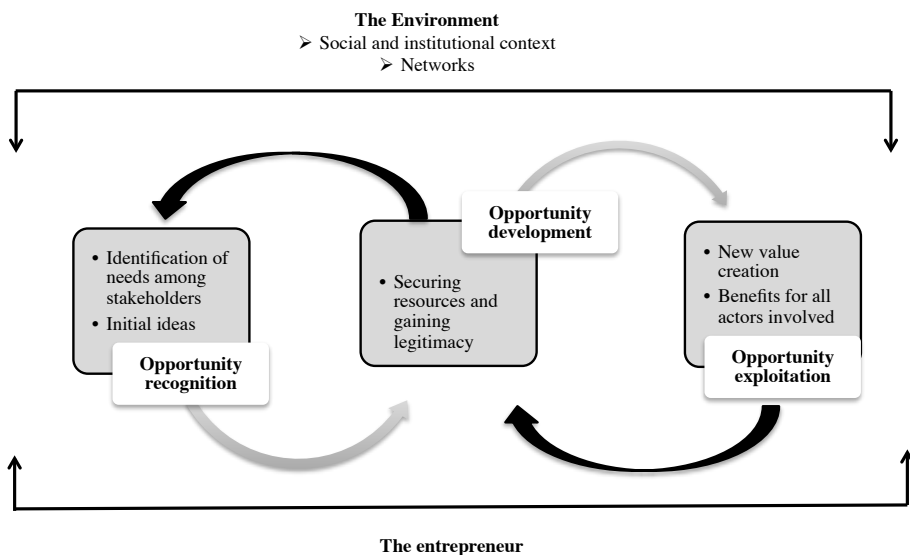 The Environment
➢ Social and institutional context
➢ Networks
• Identification of
needs among
stakeholders
• Initial ideas
Opportunity
recognition
• Securing
resources and
gaining
legitimacy
Opportunity
development
• New value
creation
• Benefits for all
actors involved
Opportunity
exploitation
The entrepreneur